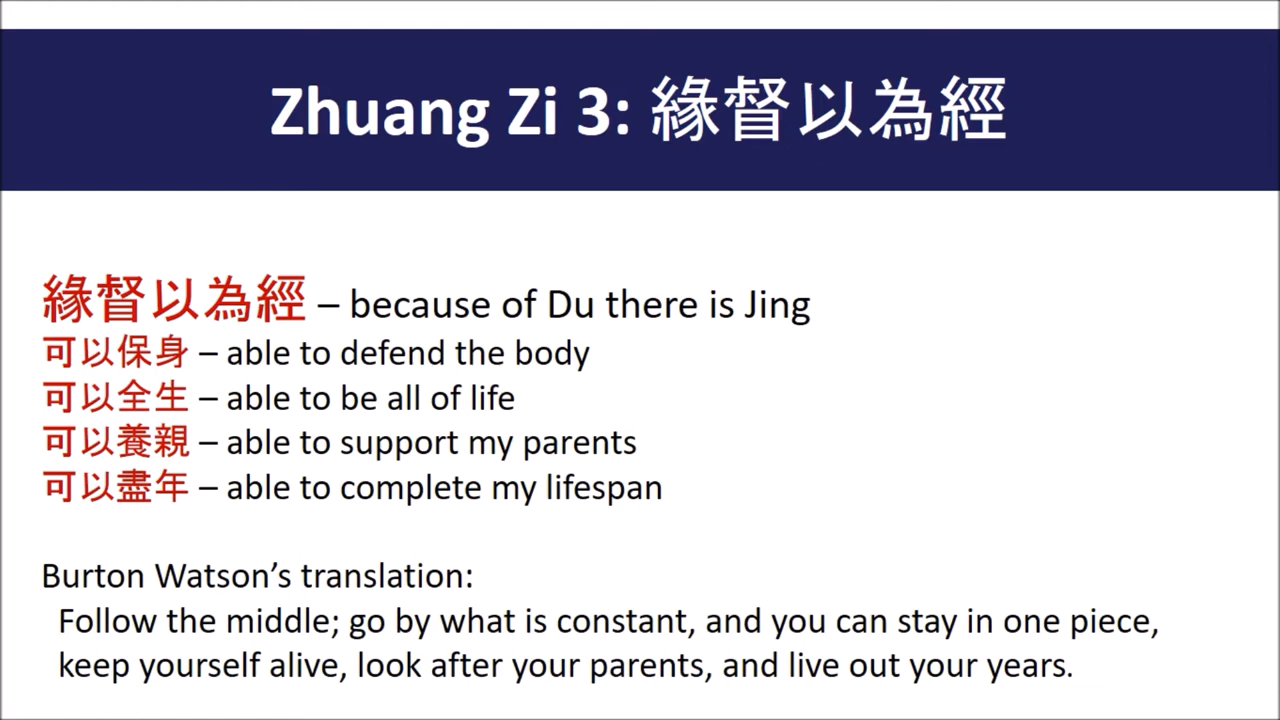 Zhuang Zi 3: 緣督以為經
緣督以為經 – because of Du there is Jing
可以保身 – able to defend the body
可以全生 – able to be all of life
可以養親 – able to support my parents
可以盡年 – able to complete my lifespan
Burton Watson’s translation:
Follow the middle; go by what is constant, and you can stay in one piece,
keep yourself alive, look after your parents, and live out your years.